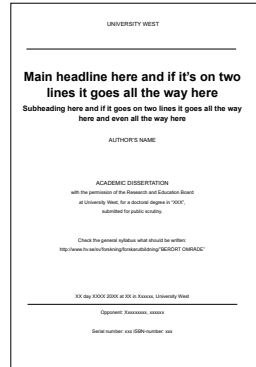 UNIVERSITY WEST
Main headline here and if it's on two
lines it goes all the way here
Subheading here and if it goes on two lines it goes all the way
here and even all the way here
AUTHOR'S NAME
ACADEMIC DISSERTATION
with the permission of the Research and Education Board
at University West, for a doctoral degree in "XXX",
submitted for public scrutiny.
Check the general syllabus what should be written:
http://www.hv.se/en/forskning/forskarutbildning/"BERÖRT OMRÅDE"
XX day XXXX 20XX at XX in Xxxxxx, University West
Opponent: Xxxxxxxxx, xxxxxx
Serial number: xxx ISBN-number: xxx